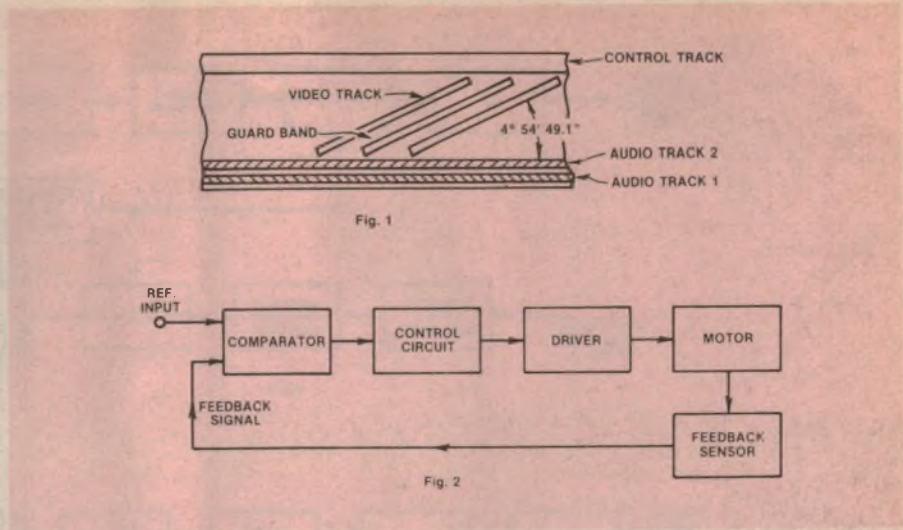 CONTROL TRACK
VIDEO TRACK
GUARD BAND
4° 54' 49.1"
AUDIO TRACK 2
AUDIO TRACK 1
Fig. 1
REF.
INPUT
COMPARATOR
CONTROL
CIRCUIT
DRIVER
MOTOR
FEEDBACK
SIGNAL
FEEDBACK
SENSOR
Fig. 2